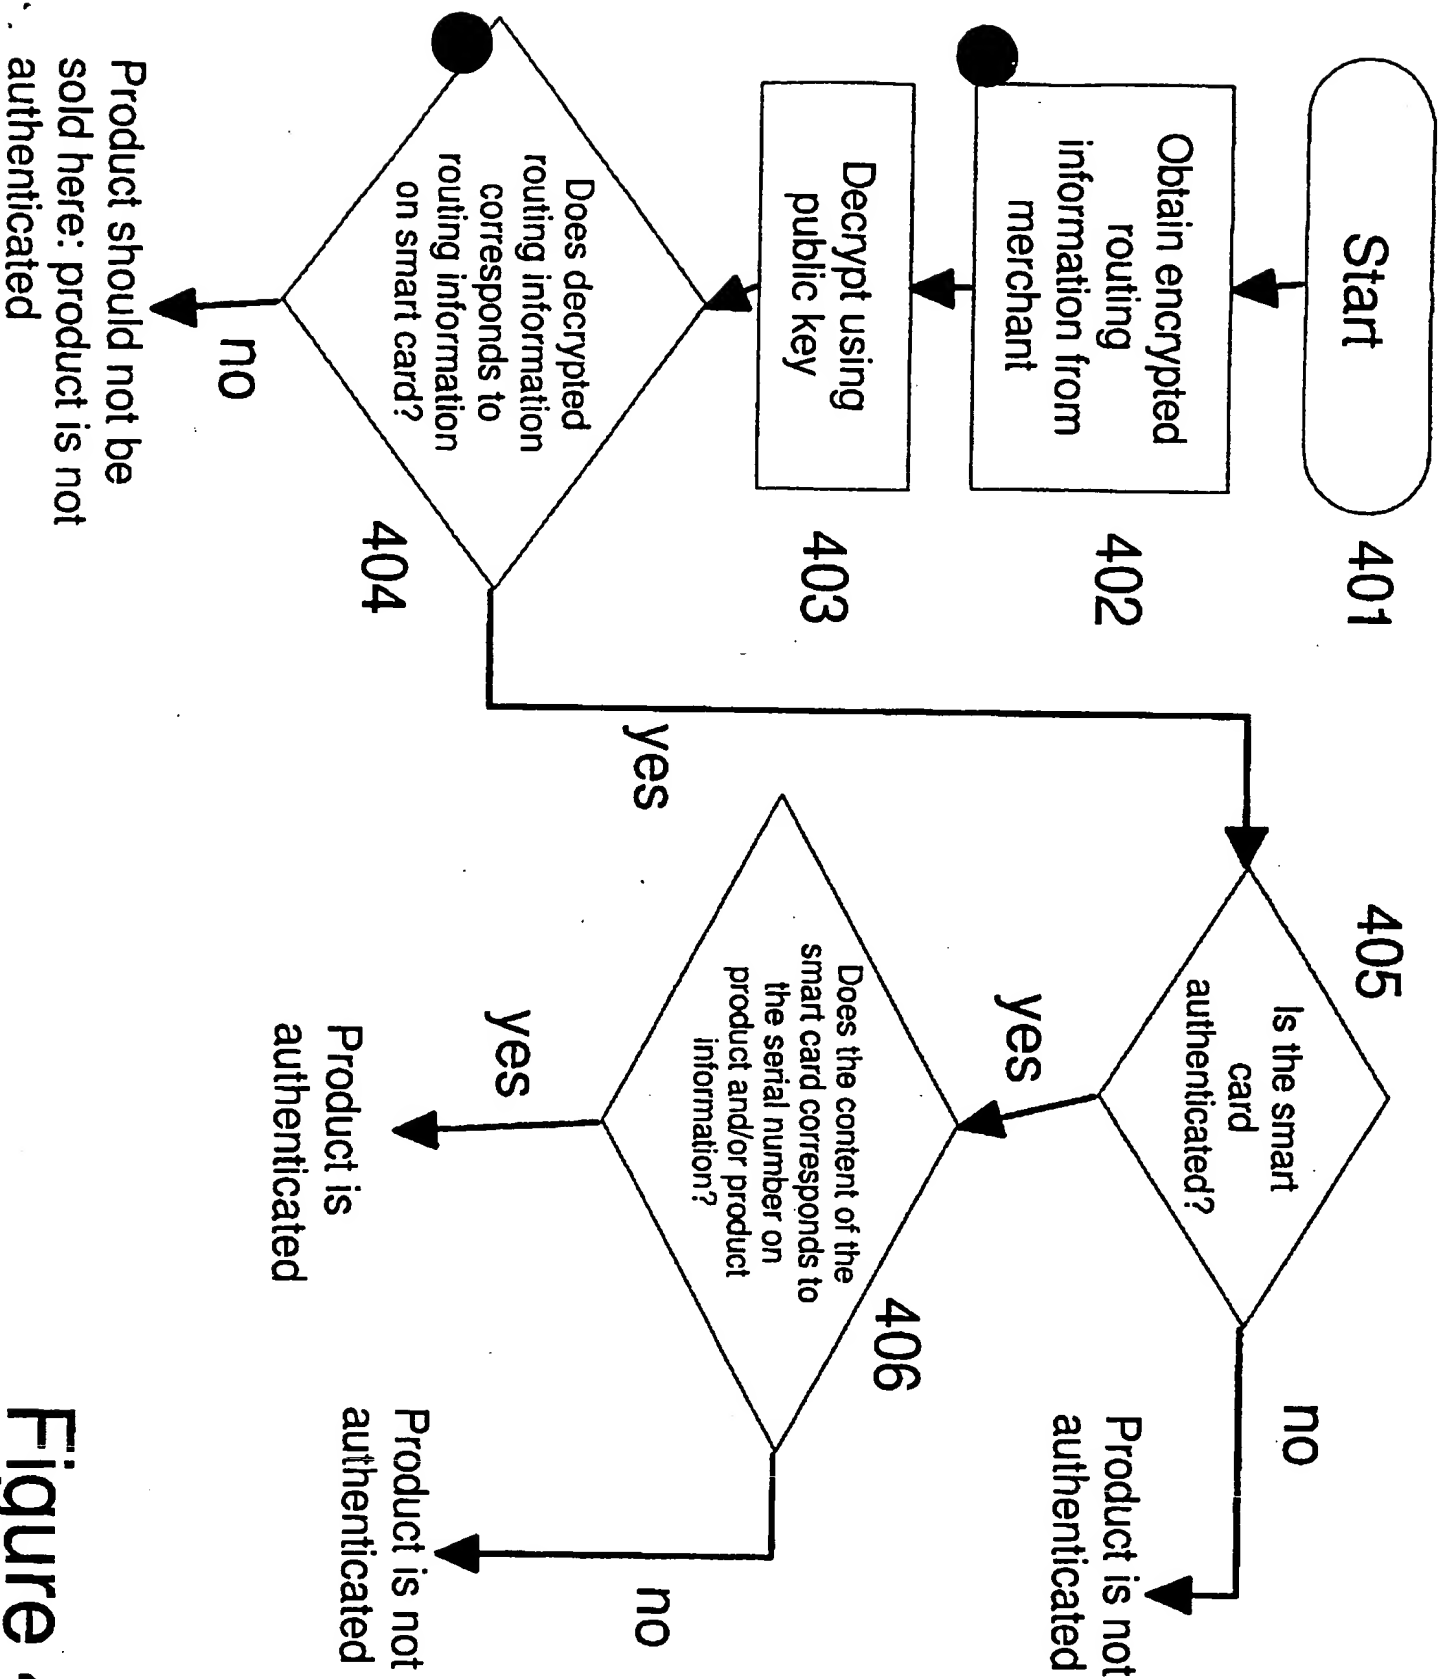 Start
401
Obtain encrypted
routing
information from
merchant
402
Decrypt using
public key
403
Does decrypted
routing information
corresponds to
routing information
on smart card?
404
no
Product should not be
sold here: product is not
authenticated
yes
405
Is the smart
card
authenticated?
no
Product is not
authenticated
yes
406
Does the content of the
smart card corresponds to
the serial number on
product and/or product
information?
yes
Product is
authenticated
no
Product is not
authenticated
Figure